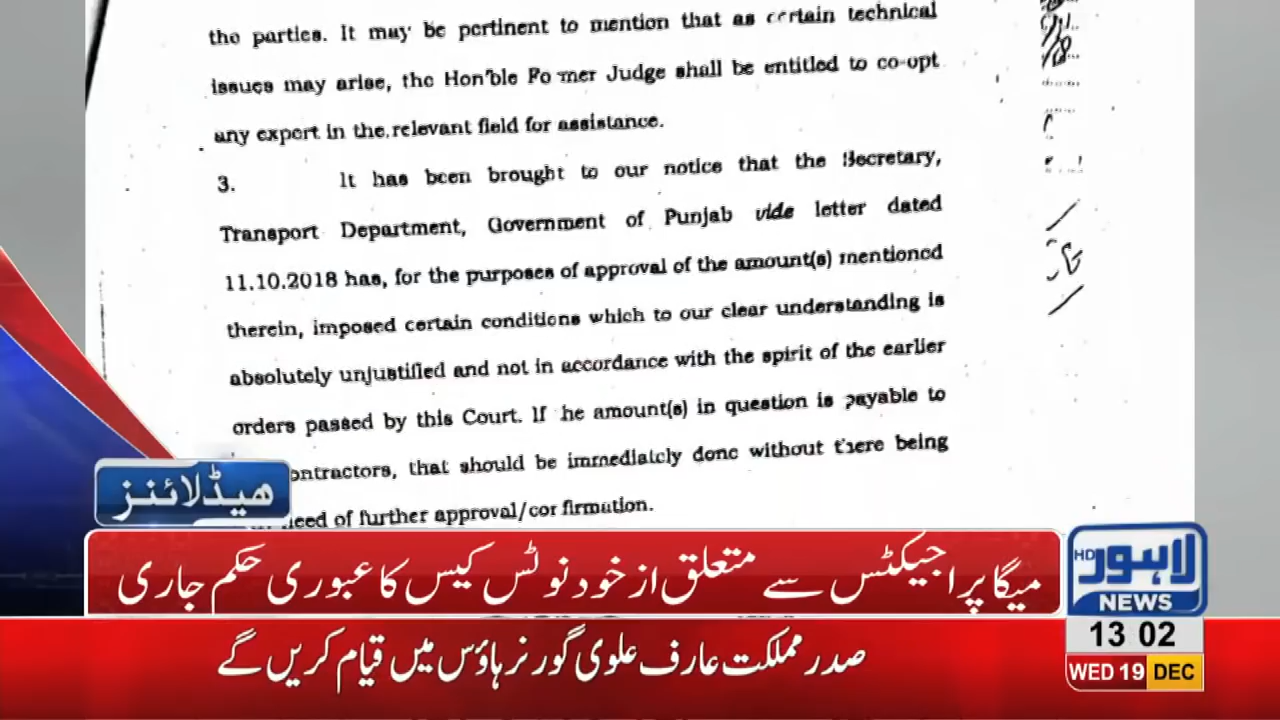 the parties. It may be pertinent to mention that as certain technical
issues may arise, the Hon'ble Fo mer Judge shall be entitled to co-opt
any expert in the relevant field for assistance.
3. It has been brought to our notice that the Secretary,
Transport Department, Government of Punjab vide letter dated
11.10.2018 has, for the purposes of approval of the amount(s) mentioned
therein, imposed certain conditions which to our clear understanding is
absolutely unjustified and not in accordance with the spirit of the earlier
orders passed by this Court. If he amount(s) in question is payable to
ontractors, that should be immediately done without there being
eed of further approval/cor firmation.
ھیڈلائنز
میگا پراجیکٹس سے متعلق از خود نوٹس کیس کا عبوری حکم جاری
HD لاہور
NEWS
13 02
WED 19 DEC
صدر مملکت عارف علوی گورنر ہاؤس میں قیام کریں گے